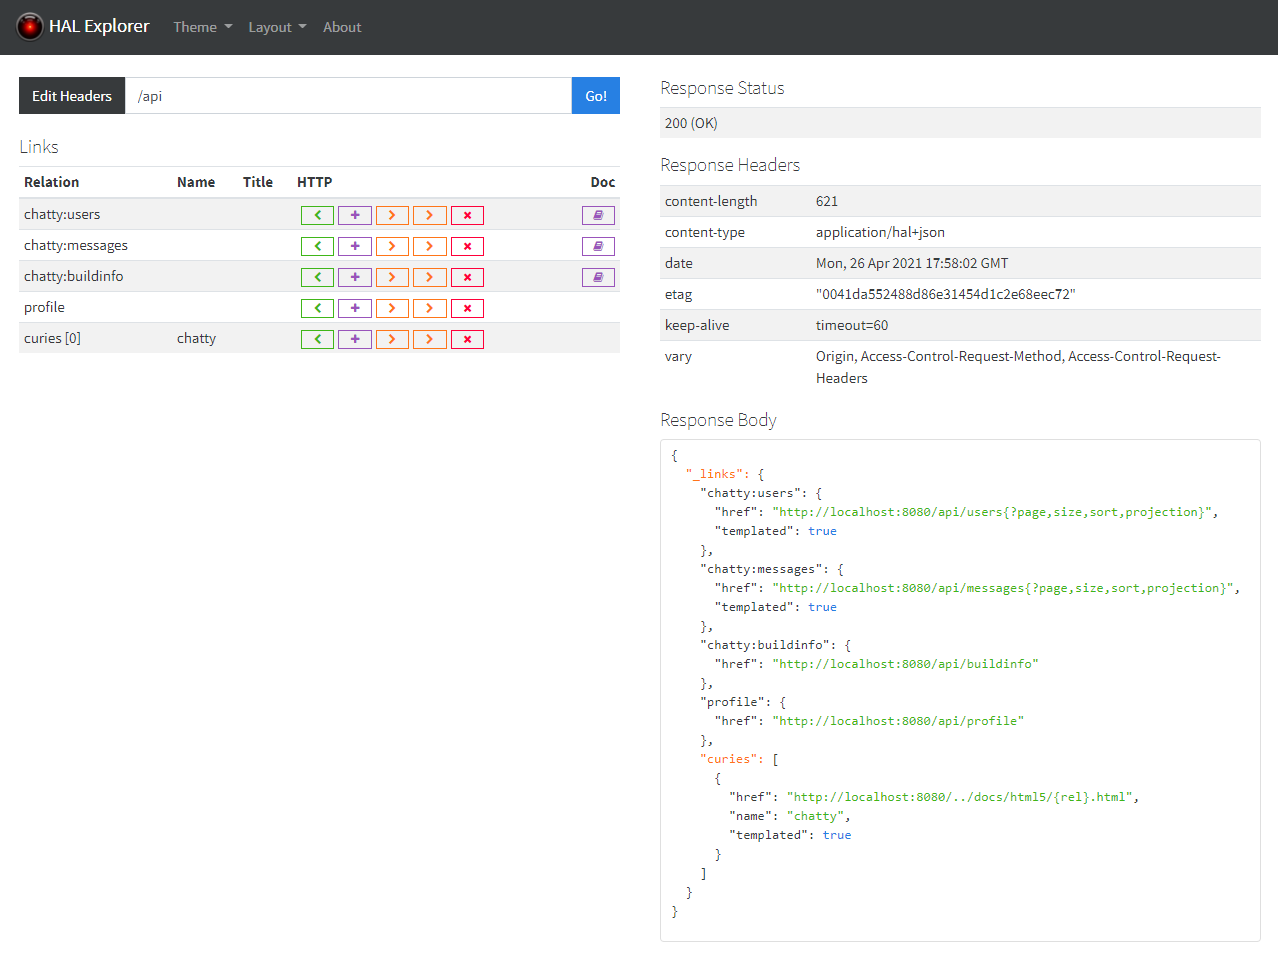 HAL Explorer Theme Layout About
Edit Headers /api Go!
Links
Relation Name Title HTTP Doc
chatty:users
chatty:messages
chatty:buildinfo
profile
curies [0] chatty
Response Status
200 (OK)
Response Headers
content-length 621
content-type application/hal+json
date Mon, 26 Apr 2021 17:58:02 GMT
etag "0041da552488d86e31454d1c2e68eec72"
keep-alive timeout=60
vary Origin, Access-Control-Request-Method, Access-Control-Request-
Headers
Response Body
{
  "_links": {
    "chatty:users": {
      "href": "http://localhost:8080/api/users{?page,size,sort,projection}",
      "templated": true
    },
    "chatty:messages": {
      "href": "http://localhost:8080/api/messages{?page,size,sort,projection}",
      "templated": true
    },
    "chatty:buildinfo": {
      "href": "http://localhost:8080/api/buildinfo"
    },
    "profile": {
      "href": "http://localhost:8080/api/profile"
    },
    "curies": [
      {
        "href": "http://localhost:8080/../docs/html5/{rel}.html",
        "name": "chatty",
        "templated": true
      }
    ]
  }
}